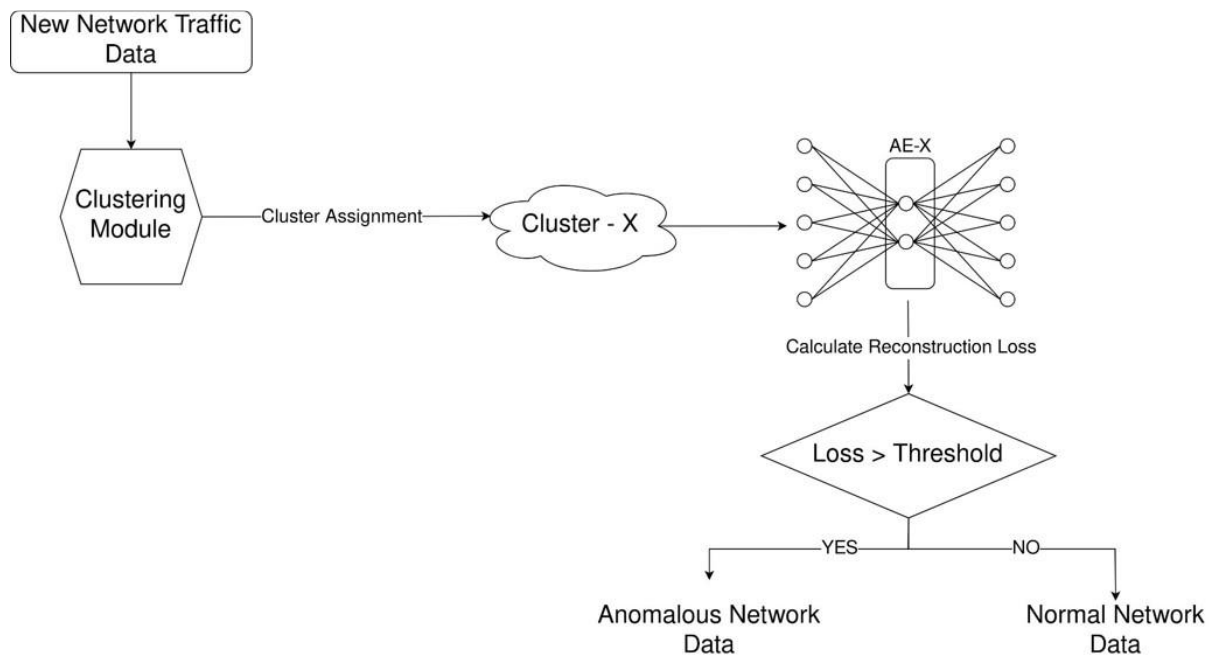 New Network Traffic
Data
Clustering
Module
Cluster Assignment
Cluster - X
AE-X
Calculate Reconstruction Loss
Loss > Threshold
YES
NO
Anomalous Network
Data
Normal Network
Data